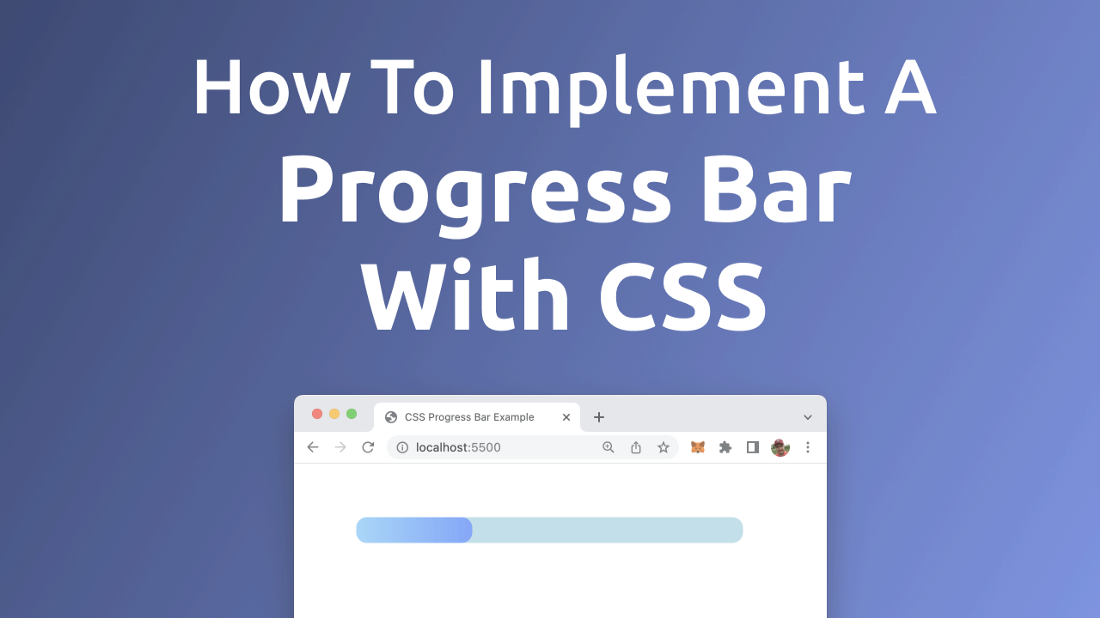 How To Implement A
Progress Bar
With CSS
CSS Progress Bar Example
localhost:5500